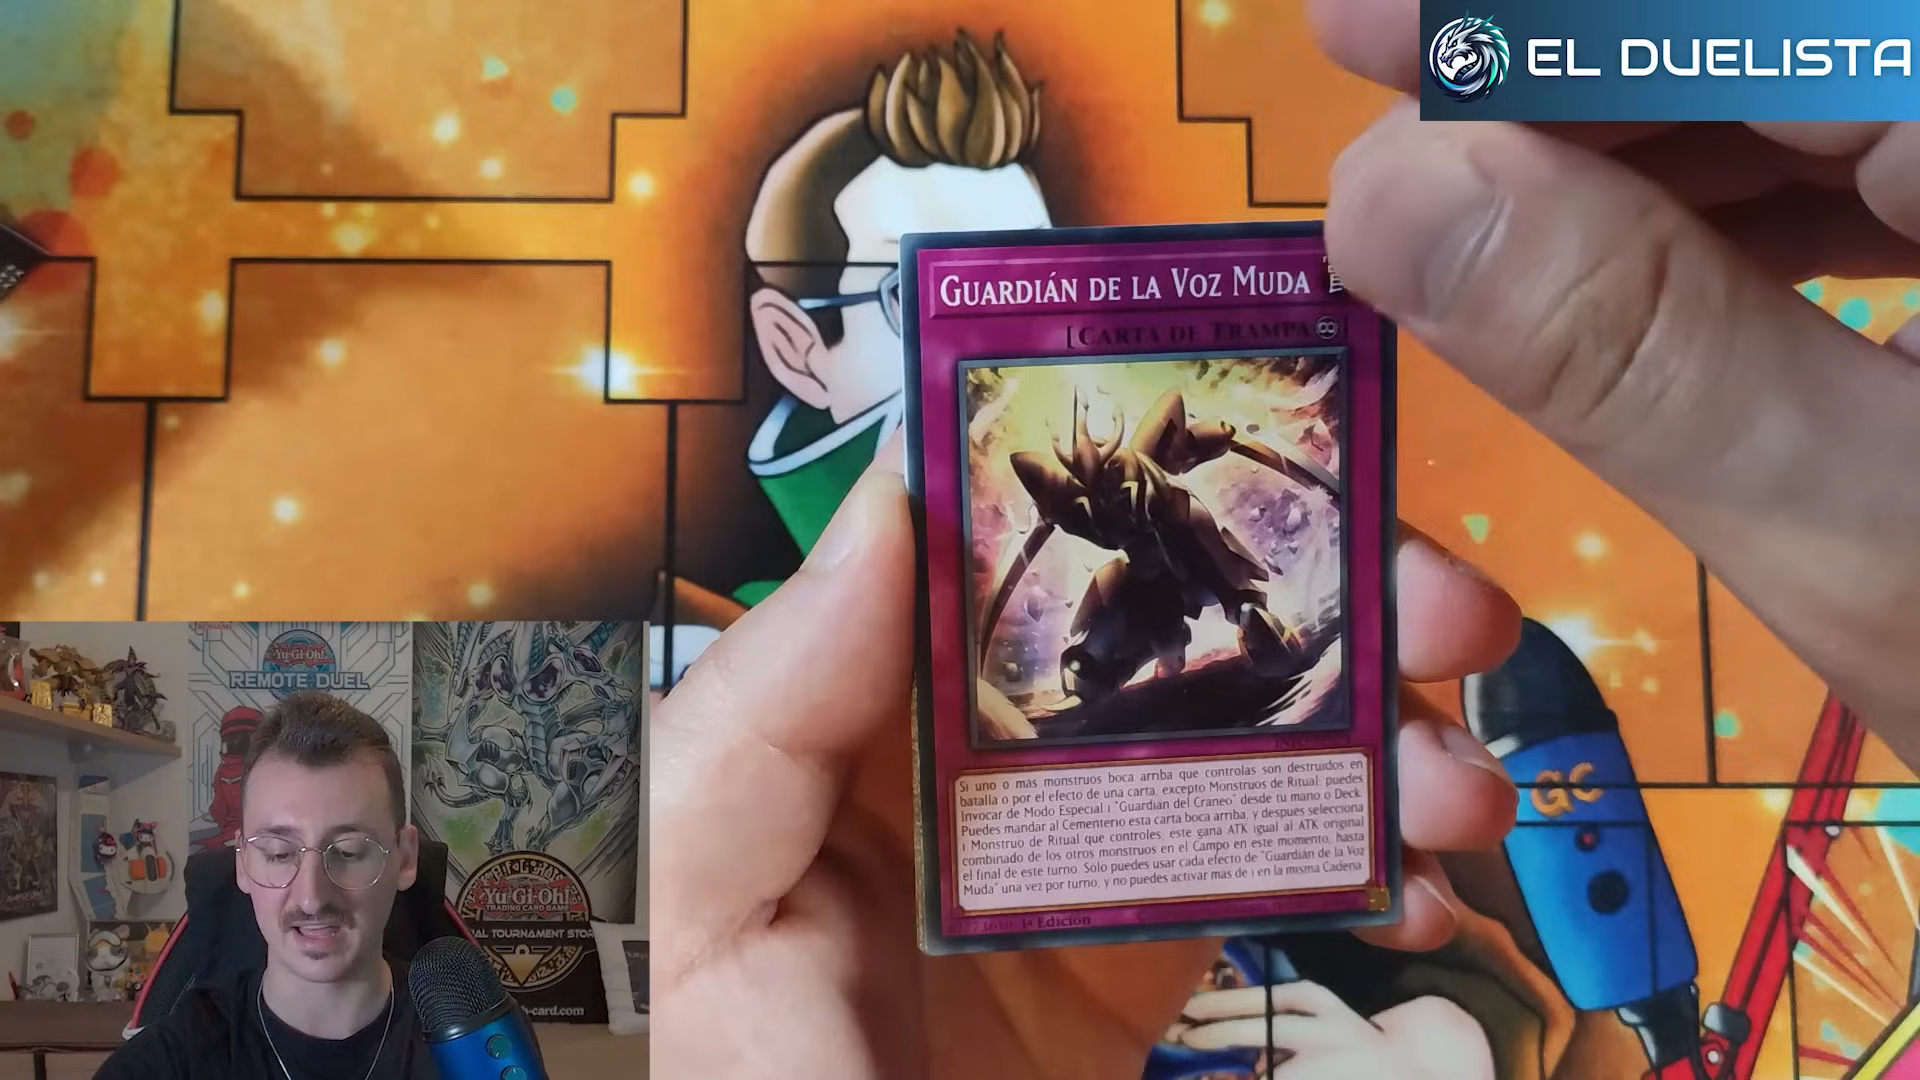 EL DUELISTA
GUARDIÁN DE LA VOZ MUDA
[CARTA DE TRAMPA
Si uno o más monstruos boca arriba que controlas son destruidos en
batalla o por el efecto de una carta, excepto Monstruos de Ritual: puedes
Invocar de Modo Especial 1 "Guardián del Cráneo" desde tu mano o Deck.
Puedes mandar al Cementerio esta carta boca arriba, y después selecciona
1 Monstruo de Ritual que controles; este gana ATK igual al ATK original
combinado de los otros monstruos en el Campo en este momento, hasta
el final de este turno. Sólo puedes usar cada efecto de "Guardián de la Voz
Muda" una vez por turno, y no puedes activar más de 1 en la misma Cadena.
1ª Edición
GC
KONAMI
Yu-Gi-Oh!
REMOTE DUEL
Yu-Gi-Oh!
TRADING CARD GAME
AL TOURNAMENT STOR
h-card.com